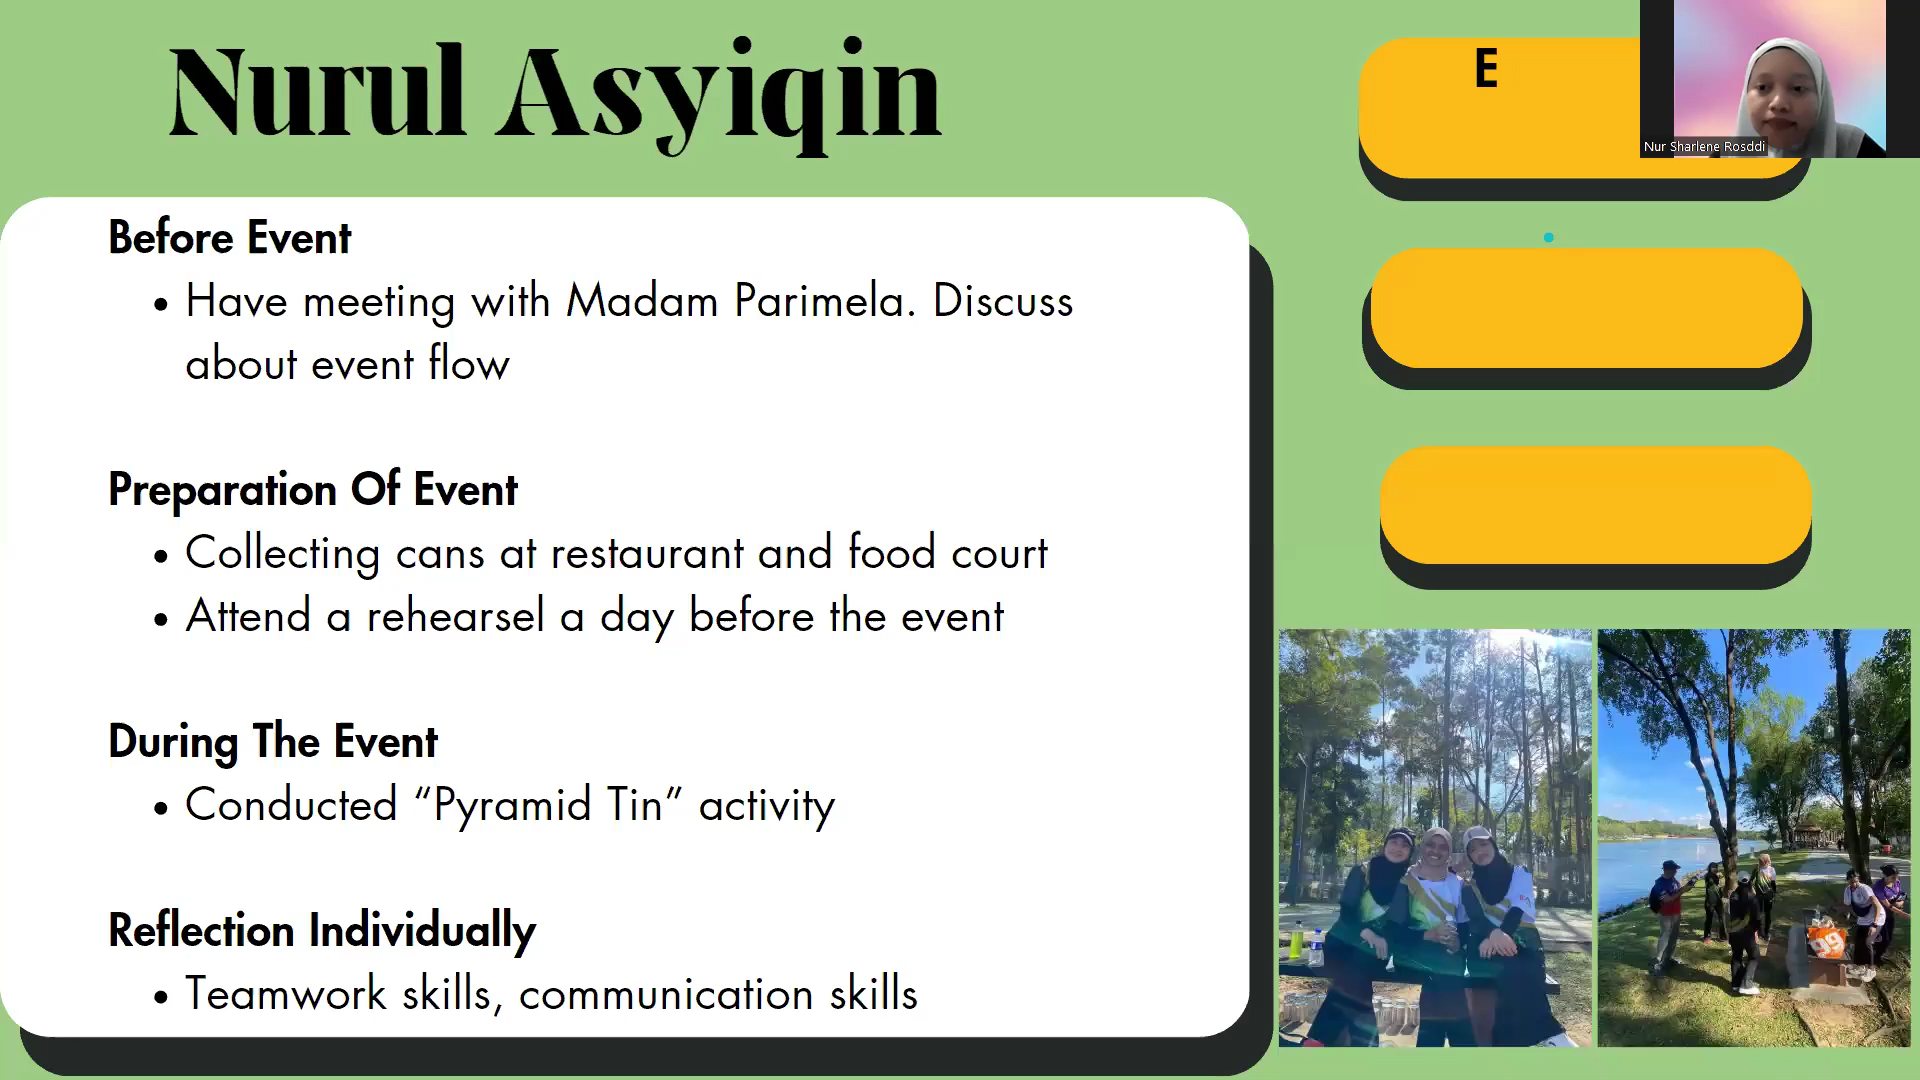 Nurul Asyiqin
E
Nur Sharlene Rosddi
Before Event
• Have meeting with Madam Parimela. Discuss
about event flow
Preparation Of Event
• Collecting cans at restaurant and food court
• Attend a rehearsel a day before the event
During The Event
• Conducted “Pyramid Tin” activity
Reflection Individually
• Teamwork skills, communication skills
99